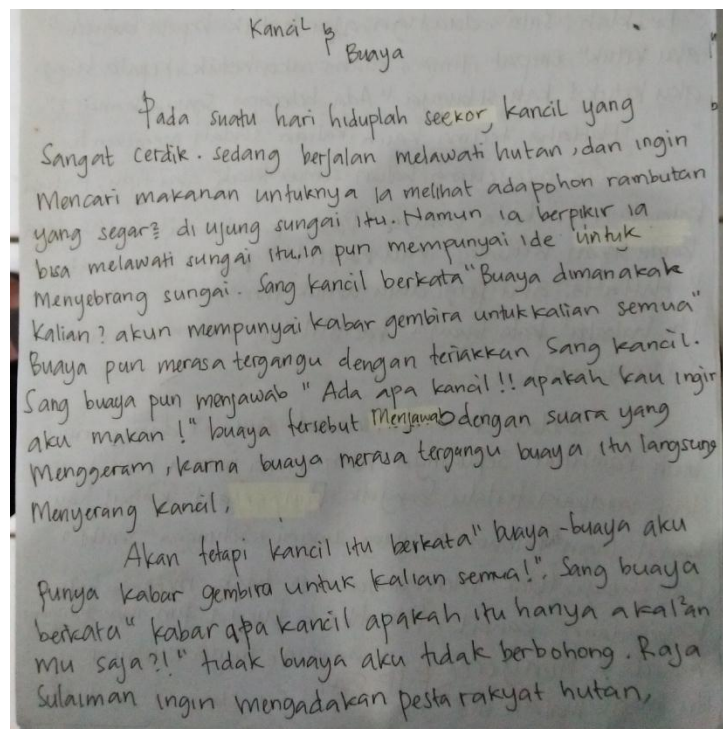 Kancil &
Buaya
Pada suatu hari hiduplah seekor kancil yang
Sangat cerdik. sedang berjalan melawati hutan, dan ingin
Mencari makanan untuknya ia melihat ada pohon rambutan
yang segar2 di ujung sungai itu. Namun ia berpikir ia
bisa melawati sungai itu, ia pun mempunyai ide untuk
Menyebrang sungai. Sang kancil berkata "Buaya dimanakah
Kalian? akun mempunyai kabar gembira untuk kalian semua"
Buaya pun merasa tergangu dengan teriakkan Sang kancil.
Sang buaya pun menjawab "Ada apa kancil!! apakah kau ingin
aku makan!" buaya tersebut Menjawab dengan suara yang
Menggeram, karna buaya merasa tergangu buaya itu langsung
Menyerang kancil,
Akan tetapi kancil itu berkata "buaya-buaya aku
punya kabar gembira untuk kalian semua!". Sang buaya
berkata "kabar apa kancil apakah itu hanya akal2an
mu saja?!" tidak buaya aku tidak berbohong. Raja
Sulaiman ingin mengadakan pesta rakyat hutan,